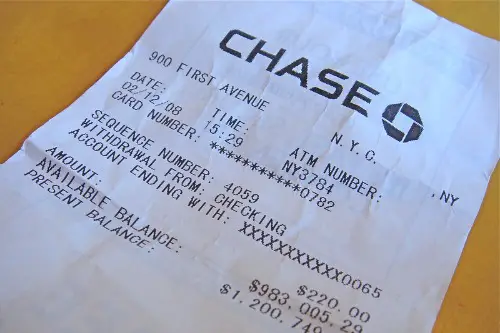 CHASE
900 FIRST AVENUE N.Y.C. , NY
DATE: TIME: ATM NUMBER:
02/12/08 15:29 NY3784
CARD NUMBER: ************0782
SEQUENCE NUMBER: 4059
WITHDRAWAL FROM: CHECKING
ACCOUNT ENDING WITH: XXXXXXXXXXX0065
AMOUNT: $220.00
AVAILABLE BALANCE: $983,005.29
PRESENT BALANCE: